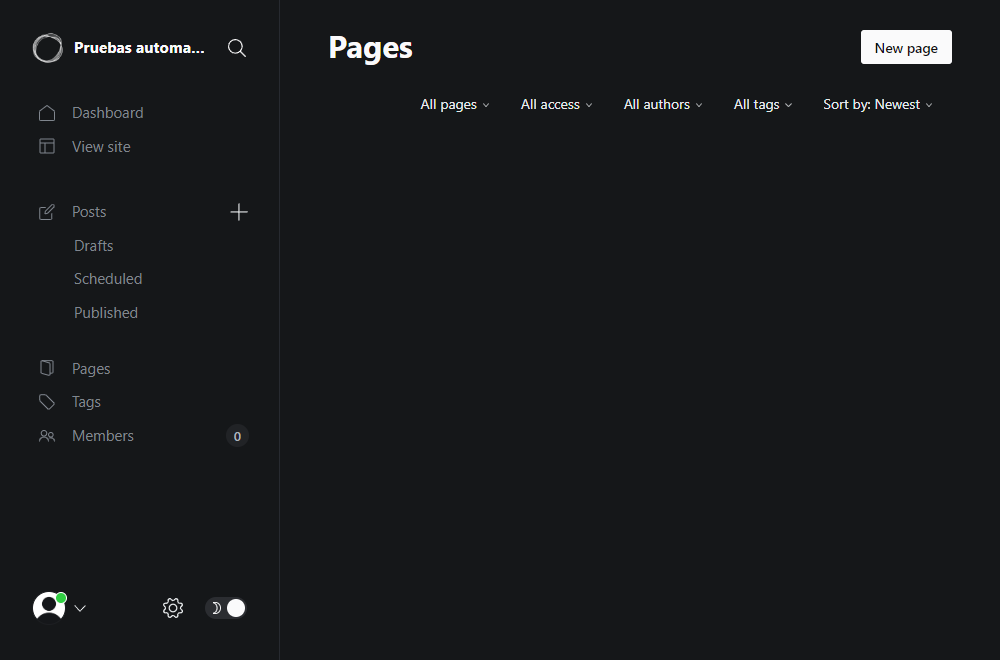 Pruebas automa...
Dashboard
View site
Posts
Drafts
Scheduled
Published
Pages
Tags
Members
0
Pages
New page
All pages
All access
All authors
All tags
Sort by: Newest